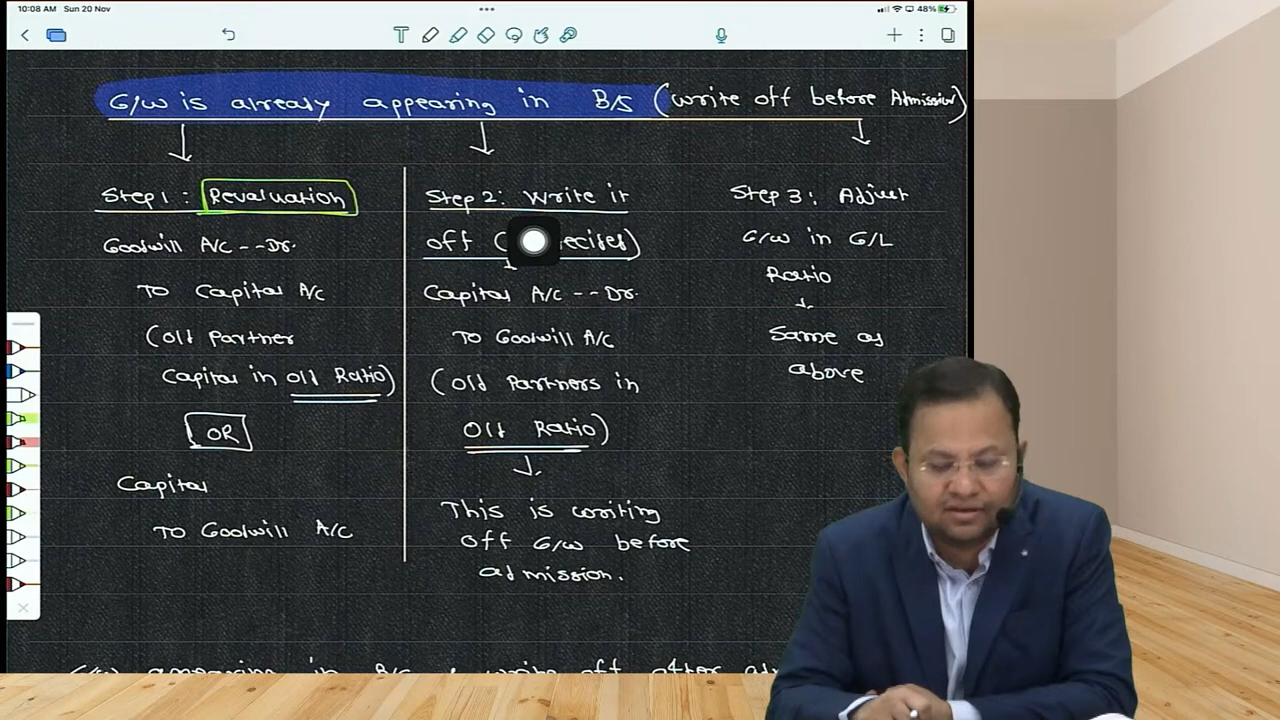 10:08 AM Sun 20 Nov
48%
G/W is already appearing in B/S (write off before Admission)
Step 1: Revaluation
Goodwill A/C --- Dr.
To Capital A/c
(Old Partner
Capital in Old Ratio)
OR
Capital
To Goodwill A/C
Step 2: Write it
off
Capital A/C --- Dr.
To Goodwill A/C
(Old Partners in
Old Ratio)
This is writing
off G/W before
admission.
Step 3: Adjust
G/W in G/L
Ratio
Same as
above